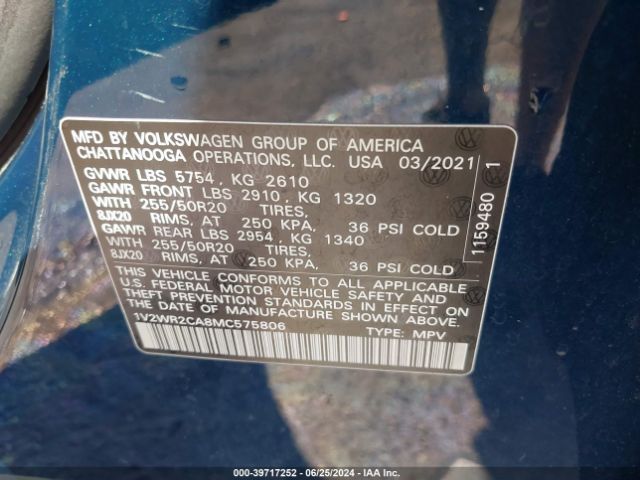 MFD BY VOLKSWAGEN GROUP OF AMERICA
CHATTANOOGA OPERATIONS, LLC. USA 03/2021
GVWR LBS 5754, KG 2610
GAWR FRONT LBS 2910, KG 1320
WITH 255/50R20 TIRES,
8JX20 RIMS, AT 250 KPA, 36 PSI COLD
GAWR REAR LBS 2954, KG 1340
WITH 255/50R20 TIRES,
8JX20 RIMS, AT 250 KPA, 36 PSI COLD
THIS VEHICLE CONFORMS TO ALL APPLICABLE
U.S. FEDERAL MOTOR VEHICLE SAFETY AND
THEFT PREVENTION STANDARDS IN EFFECT ON
THE DATE OF MANUFACTURE SHOWN ABOVE
1V2WR2CA8MC575806 TYPE: MPV
1159480 1
000-39717252 | 06/25/2024 - IAA Inc.